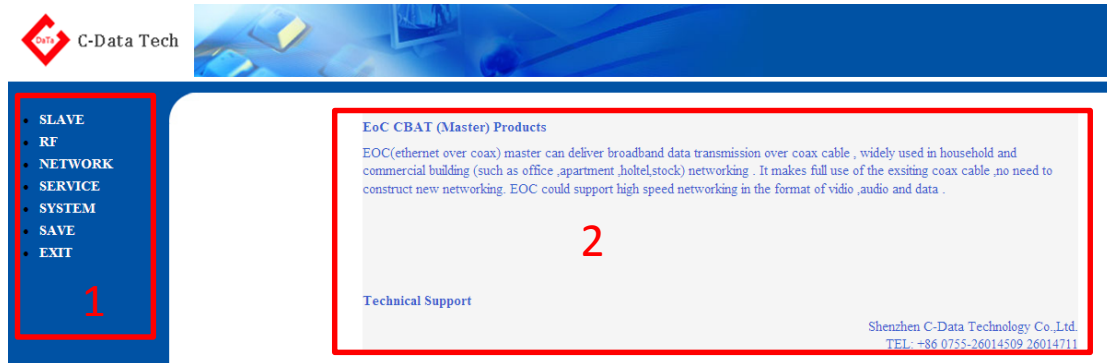 DaTa
C-Data Tech
SLAVE
RF
NETWORK
SERVICE
SYSTEM
SAVE
EXIT
1
EoC CBAT (Master) Products
EOC(ethernet over coax) master can deliver broadband data transmission over coax cable , widely used in household and
commercial building (such as office ,apartment ,holtel,stock) networking . It makes full use of the exsiting coax cable ,no need to
construct new networking. EOC could support high speed networking in the format of vidio ,audio and data .
2
Technical Support
Shenzhen C-Data Technology Co.,Ltd.
TEL: +86 0755-26014509 26014711